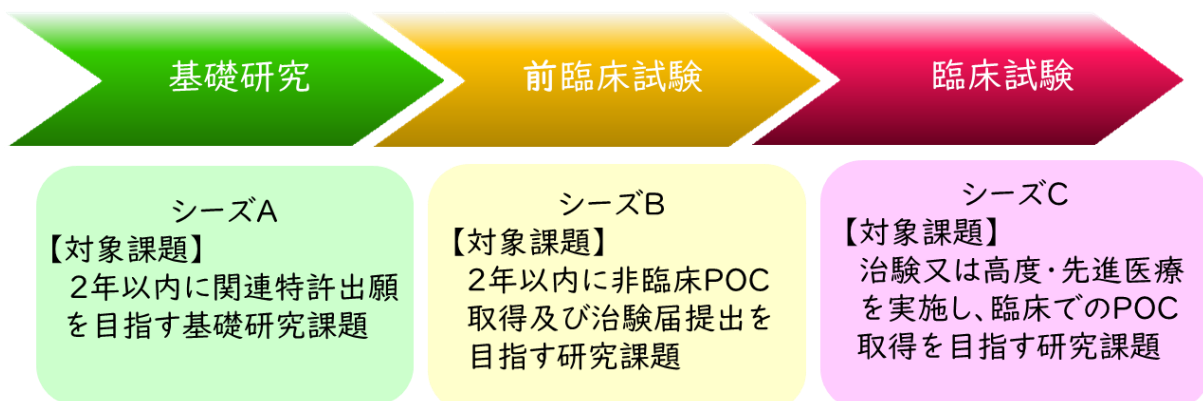 基礎研究
前臨床試験
臨床試験
シーズA
【対象課題】
2年以内に関連特許出願
を目指す基礎研究課題
シーズB
【対象課題】
2年以内に非臨床POC
取得及び治験届提出を
目指す研究課題
シーズC
【対象課題】
治験又は高度・先進医療
を実施し、臨床でのPOC
取得を目指す研究課題